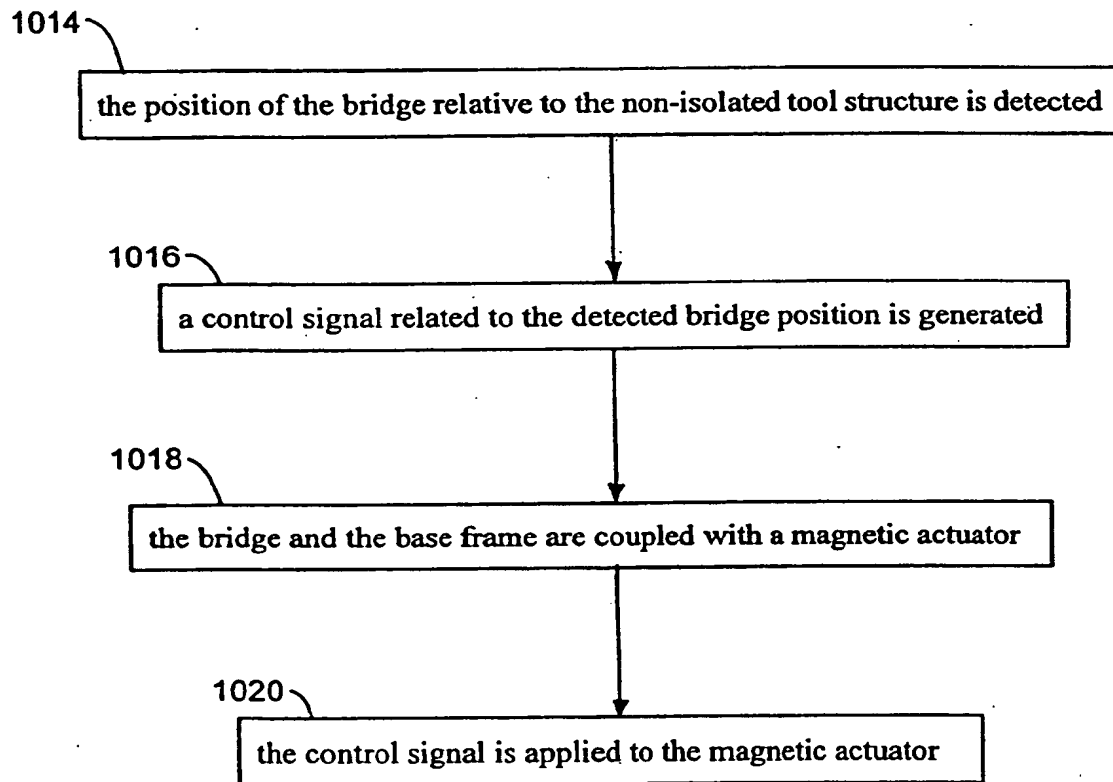 1014
the position of the bridge relative to the non-isolated tool structure is detected
1016
a control signal related to the detected bridge position is generated
1018
the bridge and the base frame are coupled with a magnetic actuator
1020
the control signal is applied to the magnetic actuator